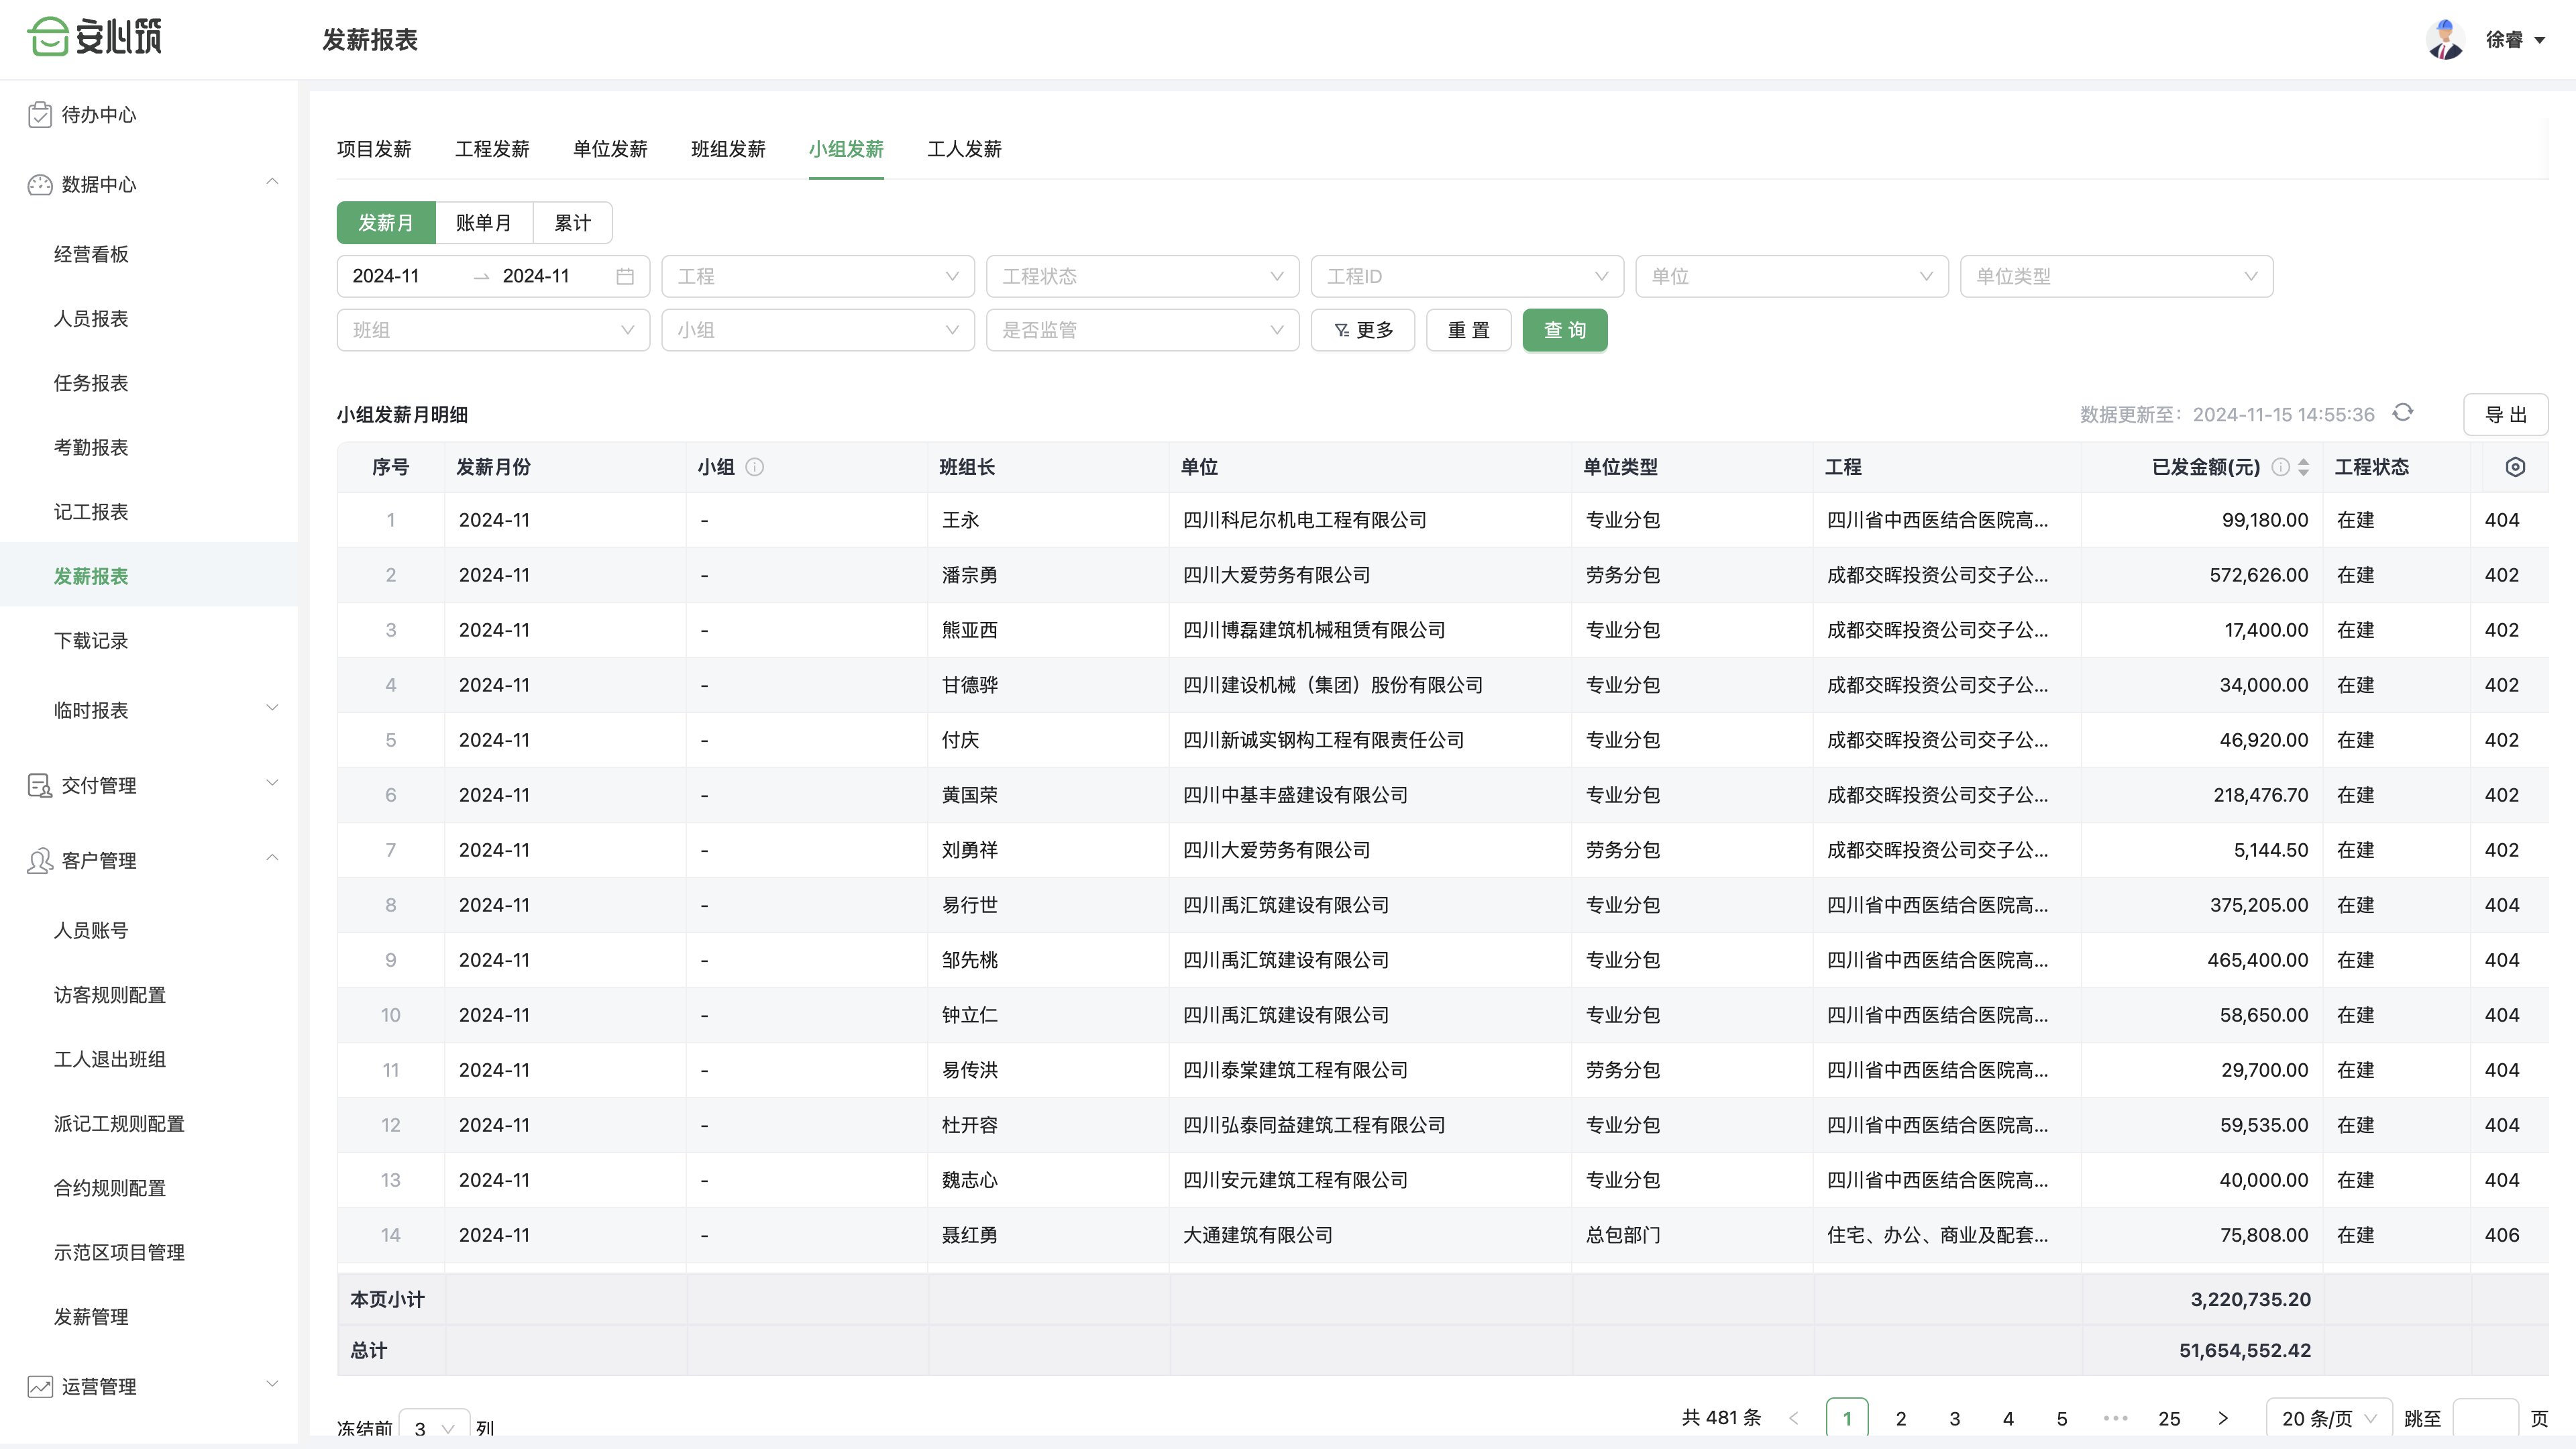 安心筑
发薪报表
徐睿
待办中心
数据中心
经营看板
人员报表
任务报表
考勤报表
记工报表
发薪报表
下载记录
临时报表
交付管理
客户管理
人员账号
访客规则配置
工人退出班组
派记工规则配置
合约规则配置
示范区项目管理
发薪管理
运营管理
项目发薪 工程发薪 单位发薪 班组发薪 小组发薪 工人发薪
发薪月 账单月 累计
2024-11 → 2024-11 工程 工程状态 工程ID 单位 单位类型
班组 小组 是否监管 更多 重 置 查 询
小组发薪月明细 数据更新至：2024-11-15 14:55:36 导 出
序号 发薪月份 小组 班组长 单位 单位类型 工程 已发金额(元) 工程状态
1 2024-11 - 王永 四川科尼尔机电工程有限公司 专业分包 四川省中西医结合医院高... 99,180.00 在建 404
2 2024-11 - 潘宗勇 四川大爱劳务有限公司 劳务分包 成都交晖投资公司交子公... 572,626.00 在建 402
3 2024-11 - 熊亚西 四川博磊建筑机械租赁有限公司 专业分包 成都交晖投资公司交子公... 17,400.00 在建 402
4 2024-11 - 甘德骅 四川建设机械（集团）股份有限公司 专业分包 成都交晖投资公司交子公... 34,000.00 在建 402
5 2024-11 - 付庆 四川新诚实钢构工程有限责任公司 专业分包 成都交晖投资公司交子公... 46,920.00 在建 402
6 2024-11 - 黄国荣 四川中基丰盛建设有限公司 专业分包 成都交晖投资公司交子公... 218,476.70 在建 402
7 2024-11 - 刘勇祥 四川大爱劳务有限公司 劳务分包 成都交晖投资公司交子公... 5,144.50 在建 402
8 2024-11 - 易行世 四川禹汇筑建设有限公司 专业分包 四川省中西医结合医院高... 375,205.00 在建 404
9 2024-11 - 邹先桃 四川禹汇筑建设有限公司 专业分包 四川省中西医结合医院高... 465,400.00 在建 404
10 2024-11 - 钟立仁 四川禹汇筑建设有限公司 专业分包 四川省中西医结合医院高... 58,650.00 在建 404
11 2024-11 - 易传洪 四川泰棠建筑工程有限公司 劳务分包 四川省中西医结合医院高... 29,700.00 在建 404
12 2024-11 - 杜开容 四川弘泰同益建筑工程有限公司 专业分包 四川省中西医结合医院高... 59,535.00 在建 404
13 2024-11 - 魏志心 四川安元建筑工程有限公司 专业分包 四川省中西医结合医院高... 40,000.00 在建 404
14 2024-11 - 聂红勇 大通建筑有限公司 总包部门 住宅、办公、商业及配套... 75,808.00 在建 406
本页小计 3,220,735.20
总计 51,654,552.42
冻结前 3 列 共 481 条 < 1 2 3 4 5 ••• 25 > 20 条/页 跳至 页